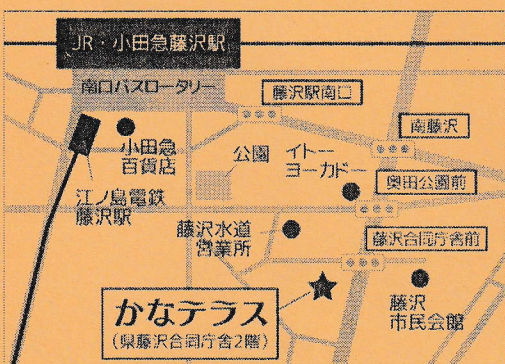 JR・小田急藤沢駅
南口バスロータリー
藤沢駅南口
南藤沢
小田急
百貨店
公園
イトー
ヨーカドー
奥田公園前
江ノ島電鉄
藤沢駅
藤沢水道
営業所
藤沢合同庁舎前
かなテラス
(県藤沢合同庁舎2階)
藤沢
市民会館